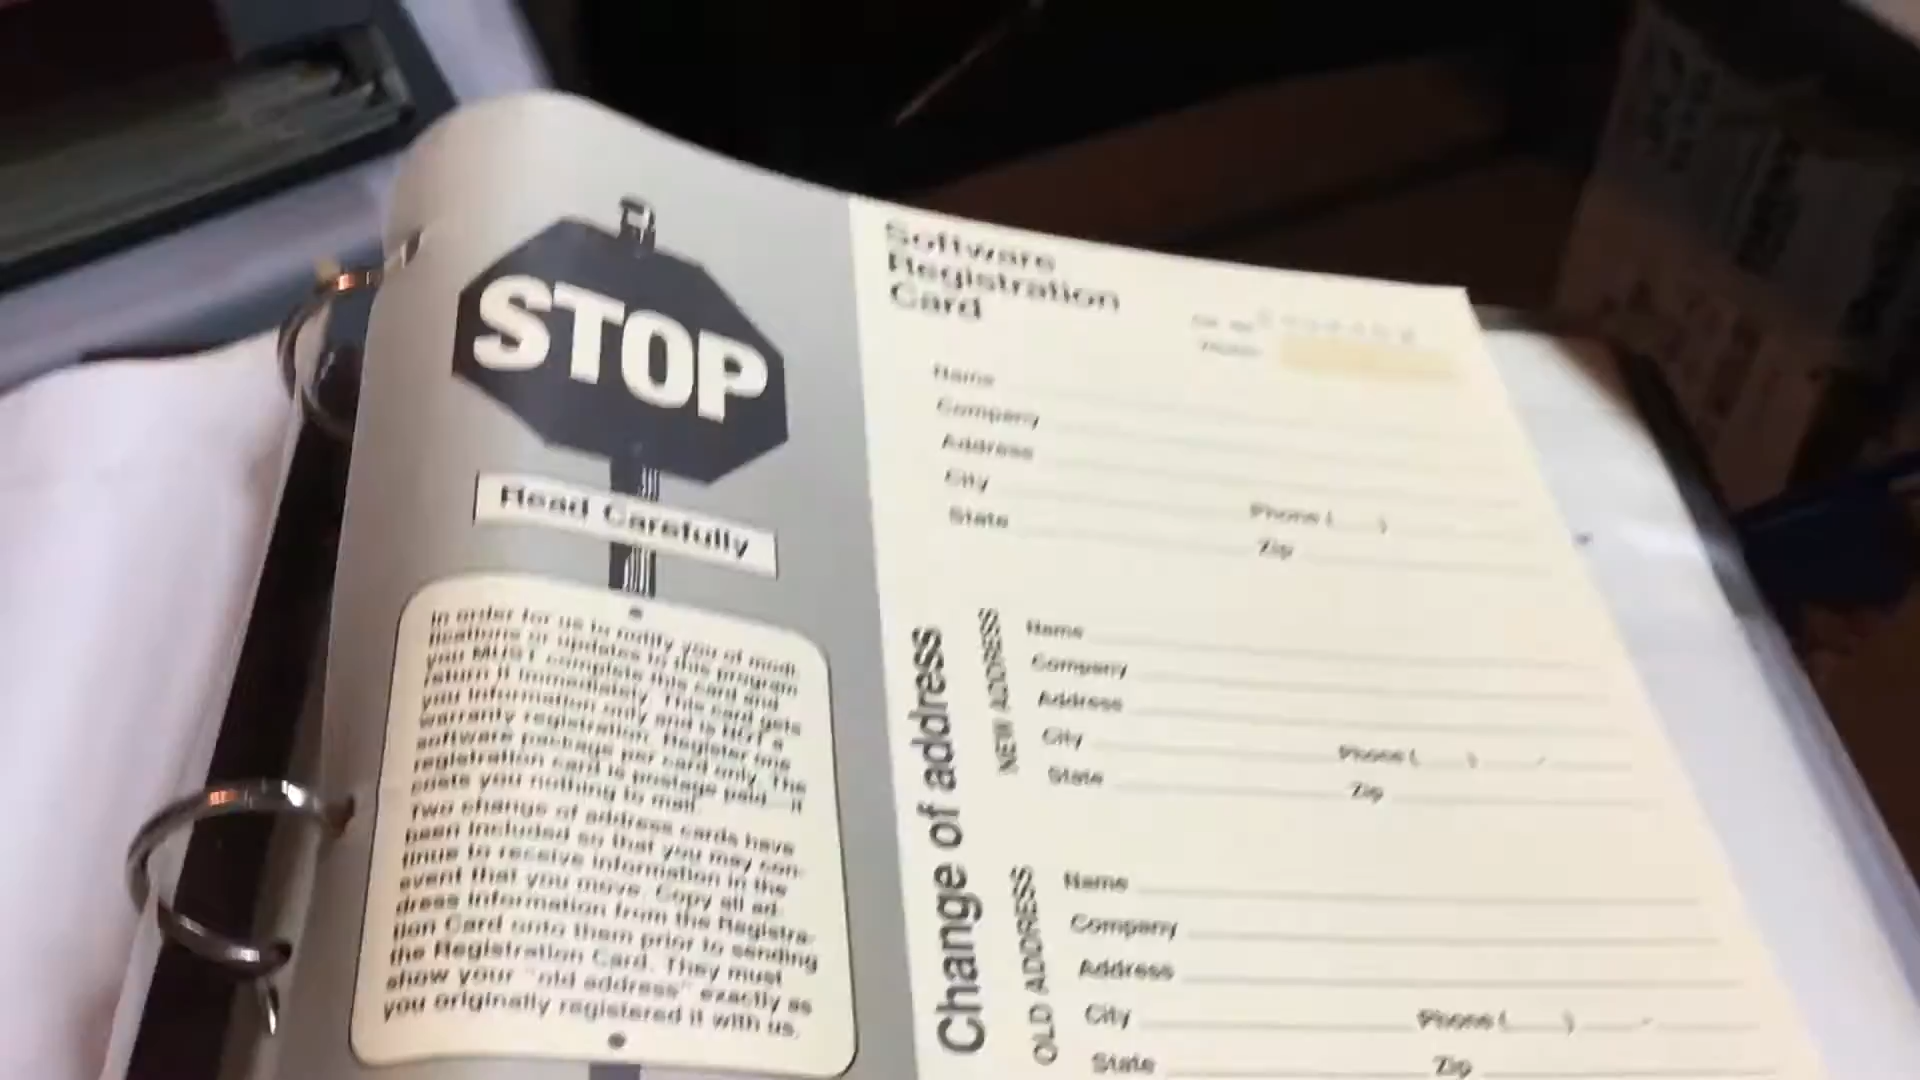 STOP
Read Carefully
In order for us to notify you of modi-
fications or updates to this program
you MUST complete this card and
return it immediately. This card gets
you information only and is NOT a
warranty registration. Register one
software package per card only. The
registration card is postage paid—it
costs you nothing to mail.
Two change of address cards have
been included so that you may con-
tinue to receive information in the
event that you move. Copy all ad-
dress information from the Registra-
tion Card onto them prior to sending
the Registration Card. They must
show your "old address" exactly as
you originally registered it with us.
Software
Registration
Card
Name
Company
Address
City
Phone ( )
State
Zip
Change of address
NEW ADDRESS
Name
Company
Address
City
Phone ( ) -
State
Zip
OLD ADDRESS
Name
Company
Address
City
Phone ( ) -
State
Zip